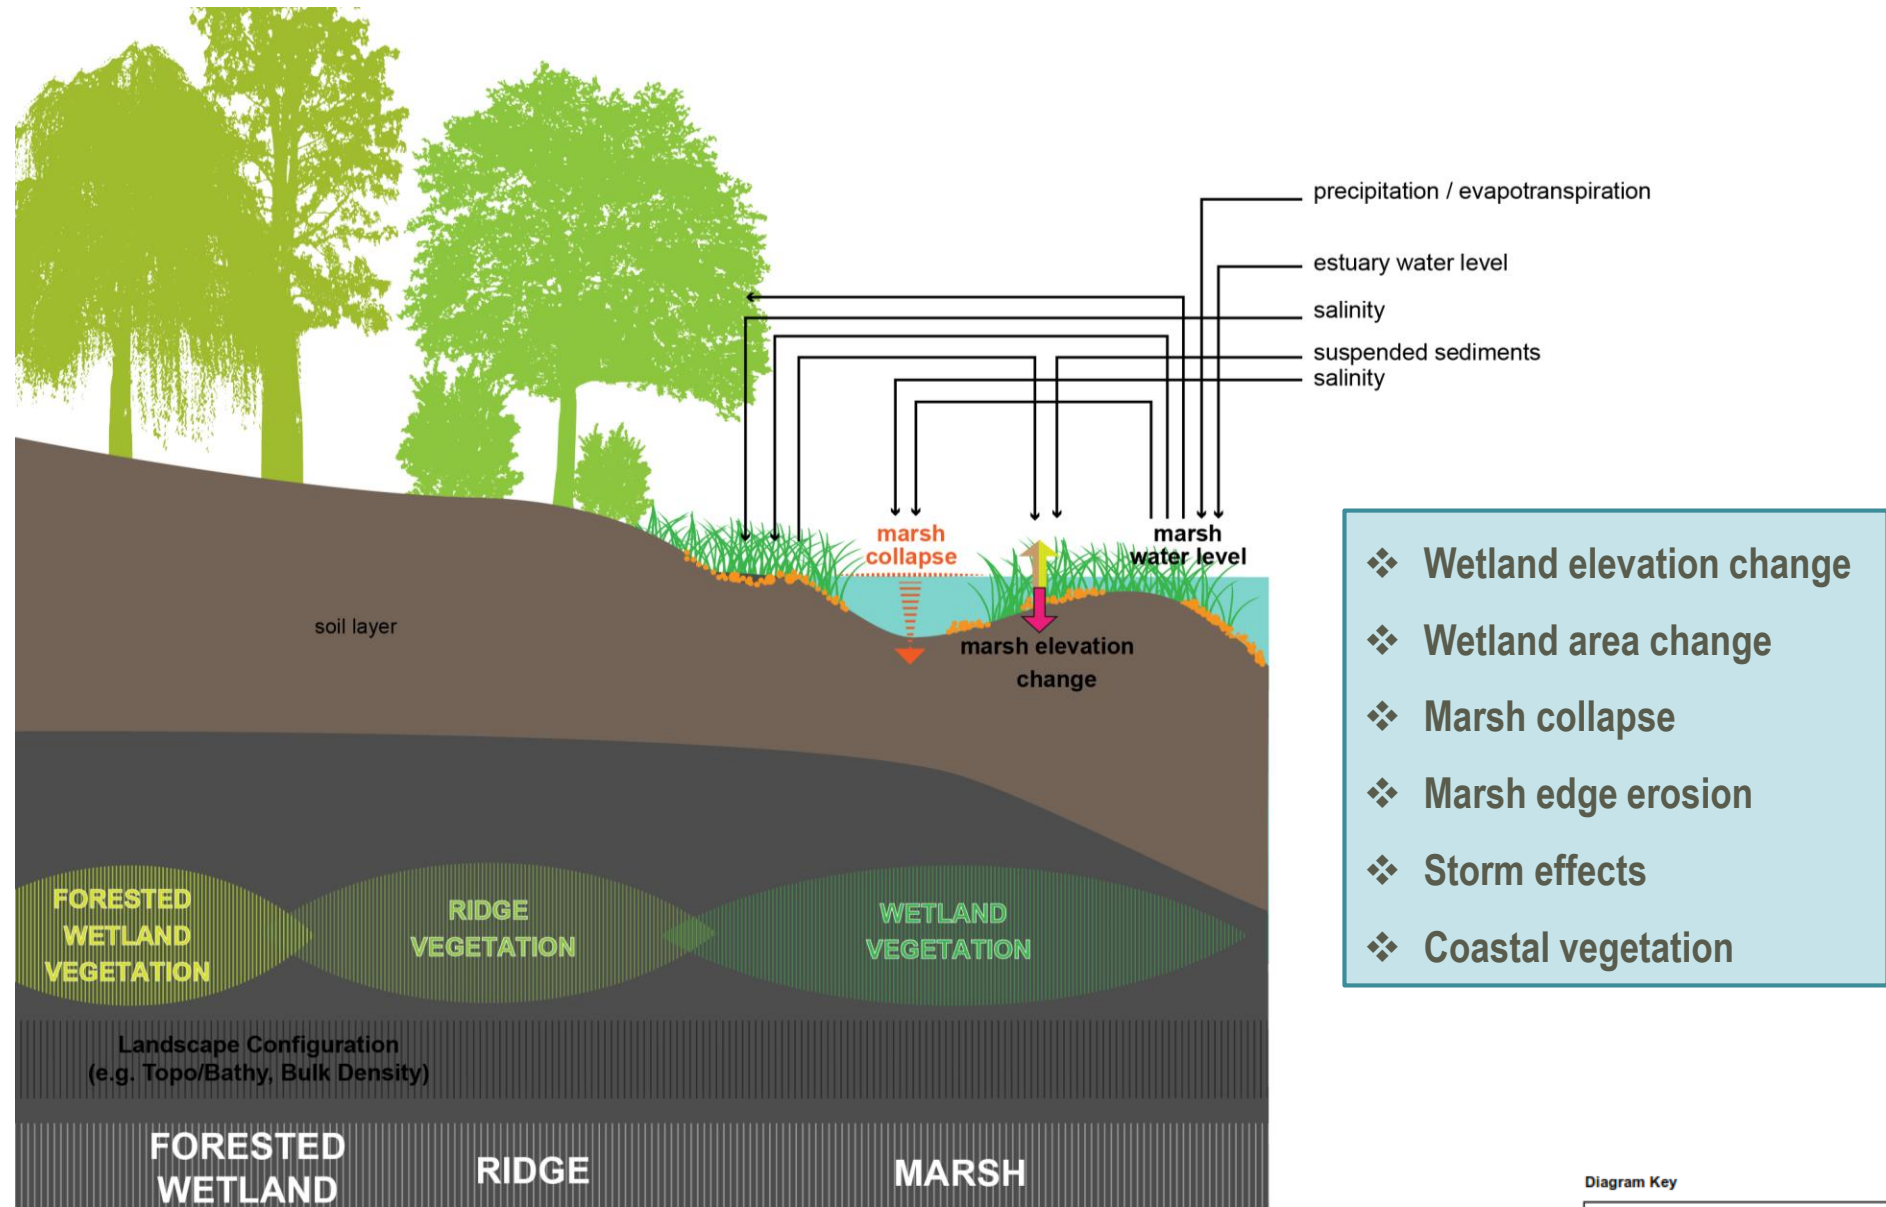 precipitation / evapotranspiration
estuary water level
salinity
suspended sediments
salinity
marsh
collapse
marsh
water level
soil layer
marsh elevation
change
❖ Wetland elevation change
❖ Wetland area change
❖ Marsh collapse
❖ Marsh edge erosion
❖ Storm effects
❖ Coastal vegetation
FORESTED
WETLAND
VEGETATION
RIDGE
VEGETATION
WETLAND
VEGETATION
Landscape Configuration
(e.g. Topo/Bathy, Bulk Density)
FORESTED
WETLAND
RIDGE
MARSH
Diagram Key